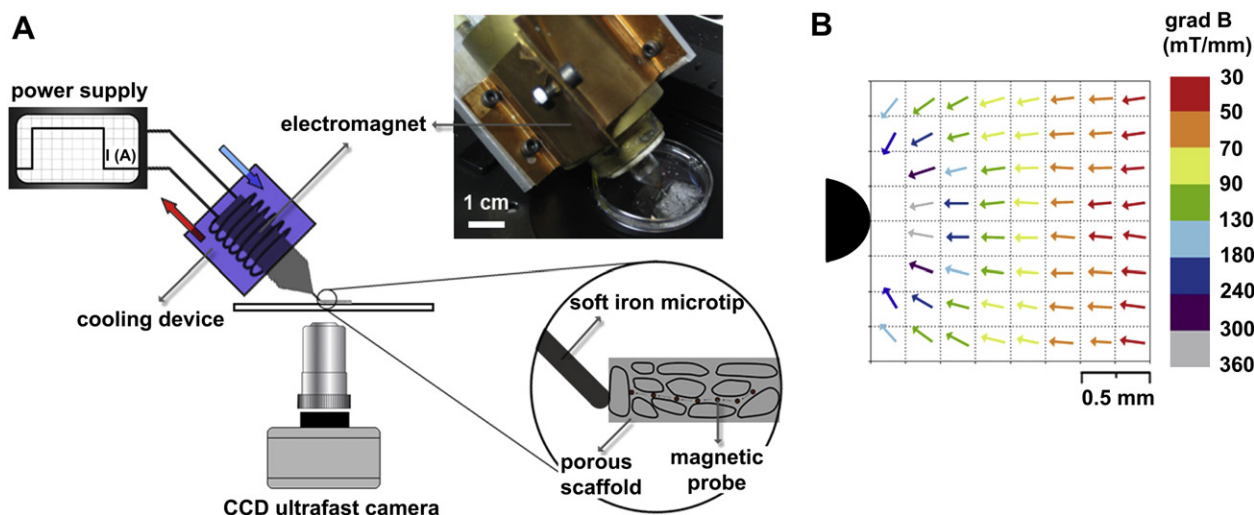 A
power supply
I (A)
electromagnet
1 cm
cooling device
soft iron microtip
porous
scaffold
magnetic
probe
CCD ultrafast camera
B
grad B
(mT/mm)
30
50
70
90
130
180
240
300
360
0.5 mm